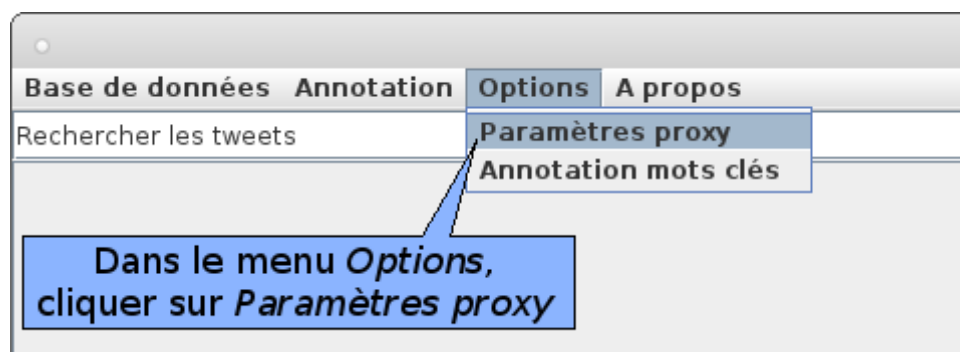 Base de données Annotation Options A propos
Rechercher les tweets
Paramètres proxy
Annotation mots clés
Dans le menu Options,
cliquer sur Paramètres proxy